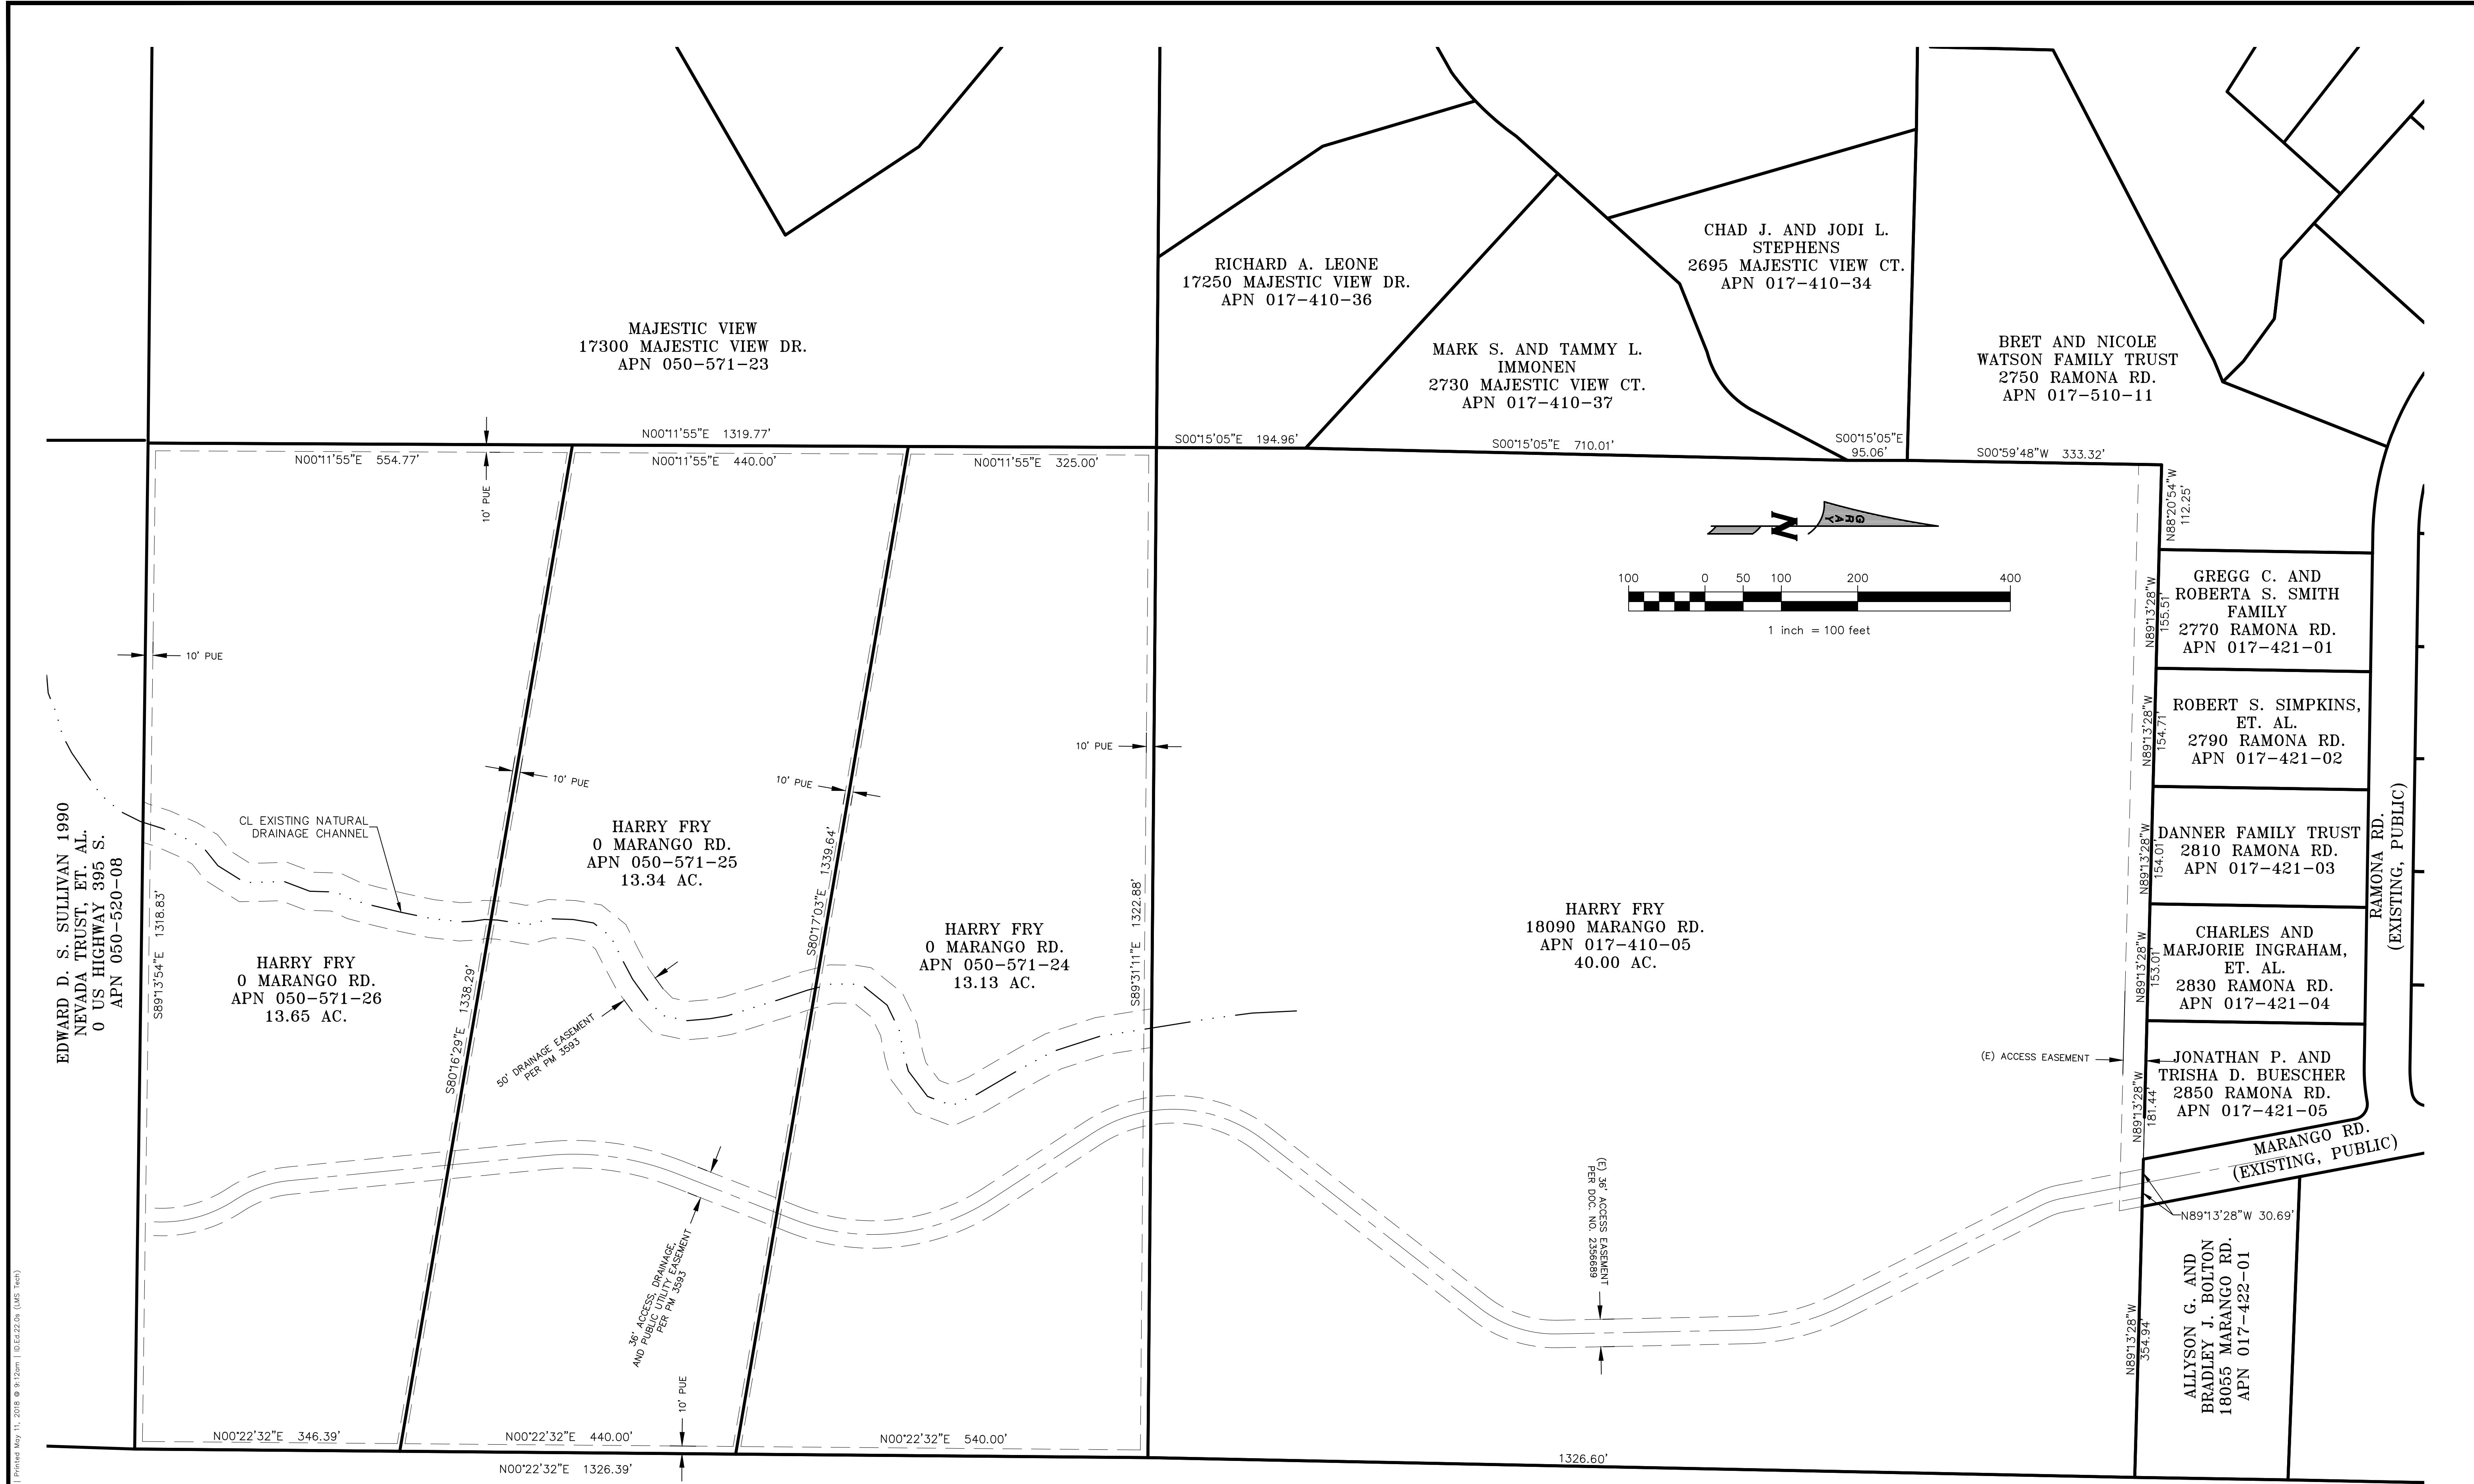 MAJESTIC VIEW
17300 MAJESTIC VIEW DR.
APN 050-571-23
RICHARD A. LEONE
17250 MAJESTIC VIEW DR.
APN 017-410-36
MARK S. AND TAMMY L.
IMMONEN
2730 MAJESTIC VIEW CT.
APN 017-410-37
CHAD J. AND JODI L.
STEPHENS
2695 MAJESTIC VIEW CT.
APN 017-410-34
BRET AND NICOLE
WATSON FAMILY TRUST
2750 RAMONA RD.
APN 017-510-11
N00°11'55"E 1319.77'
S00°15'05"E 194.96'
S00°15'05"E 710.01'
S00°15'05"E
95.06'
S00°59'48"W 333.32'
N00°11'55"E 554.77'
N00°11'55"E 440.00'
N00°11'55"E 325.00'
10' PUE
N88°20'54"W
112.25'
GRAY
N
100 0 50 100 200 400
1 inch = 100 feet
10' PUE
10' PUE
10' PUE
10' PUE
N89°13'28"W
155.51'
GREGG C. AND
ROBERTA S. SMITH
FAMILY
2770 RAMONA RD.
APN 017-421-01
N89°13'28"W
154.71'
ROBERT S. SIMPKINS,
ET. AL.
2790 RAMONA RD.
APN 017-421-02
N89°13'28"W
154.01'
DANNER FAMILY TRUST
2810 RAMONA RD.
APN 017-421-03
N89°13'28"W
153.01'
CHARLES AND
MARJORIE INGRAHAM,
ET. AL.
2830 RAMONA RD.
APN 017-421-04
N89°13'28"W
181.44'
JONATHAN P. AND
TRISHA D. BUESCHER
2850 RAMONA RD.
APN 017-421-05
RAMONA RD.
(EXISTING, PUBLIC)
MARANGO RD.
(EXISTING, PUBLIC)
EDWARD D. S. SULLIVAN 1990
NEVADA TRUST, ET. AL.
0 US HIGHWAY 395 S.
APN 050-520-08
S89°13'54"E 1318.83'
CL EXISTING NATURAL
DRAINAGE CHANNEL
HARRY FRY
0 MARANGO RD.
APN 050-571-26
13.65 AC.
S80°16'29"E 1338.29'
HARRY FRY
0 MARANGO RD.
APN 050-571-25
13.34 AC.
S80°17'03"E 1339.64'
HARRY FRY
0 MARANGO RD.
APN 050-571-24
13.13 AC.
S89°31'11"E 1322.88'
HARRY FRY
18090 MARANGO RD.
APN 017-410-05
40.00 AC.
50' DRAINAGE EASEMENT
PER PM 3593
(E) ACCESS EASEMENT
36' ACCESS, DRAINAGE,
AND PUBLIC UTILITY EASEMENT
PER PM 3593
(E) 36' ACCESS EASEMENT
PER DOC. NO. 2356689
N89°13'28"W 30.69'
N89°13'28"W
354.94'
ALLYSON G. AND
BRADLEY J. BOLTON
18055 MARANGO RD.
APN 017-422-01
10' PUE
N00°22'32"E 346.39'
N00°22'32"E 440.00'
N00°22'32"E 540.00'
N00°22'32"E 1326.39'
1326.60'
| Printed May 11, 2018 @ 9:12am | ID.Ed.22.0s (LMS Tech)